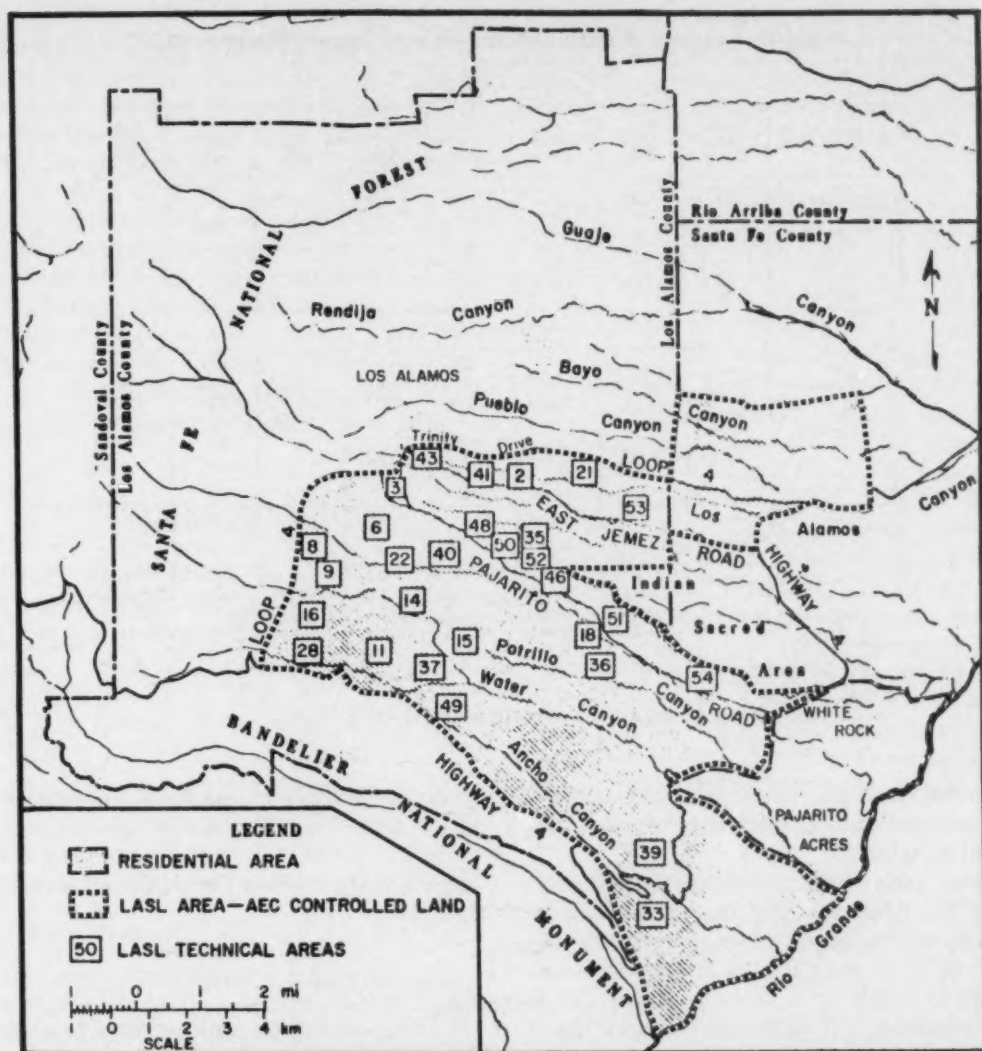 FOREST
NATIONAL
SANTA FE
Guaje
Canyon
Rio Arriba County
Santa Fe County
Los Alamos County
Sandoval County
Los Alamos County
N
Rendija Canyon
LOS ALAMOS
Bayo
Canyon
Pueblo
Canyon
Trinity Drive
LOOP 4
43
41
2
21
53
3
Los Alamos
Canyon
EAST JEMEZ ROAD
6
48
35
50
52
46
4
8
22
40
9
PAJARITO
ROAD
Indian
Sacred
Area
HIGHWAY
4
14
51
16
18
15
LOOP
28
11
37
36
54
Potrillo
Canyon
Water
Canyon
WHITE
ROCK
49
BANDELIER
NATIONAL
MONUMENT
Ancho
Canyon
HIGHWAY 4
PAJARITO
ACRES
39
33
Rio Grande
LEGEND
RESIDENTIAL AREA
LASL AREA—AEC CONTROLLED LAND
50 LASL TECHNICAL AREAS
1 0 1 2 mi
1 0 1 2 3 4 km
SCALE